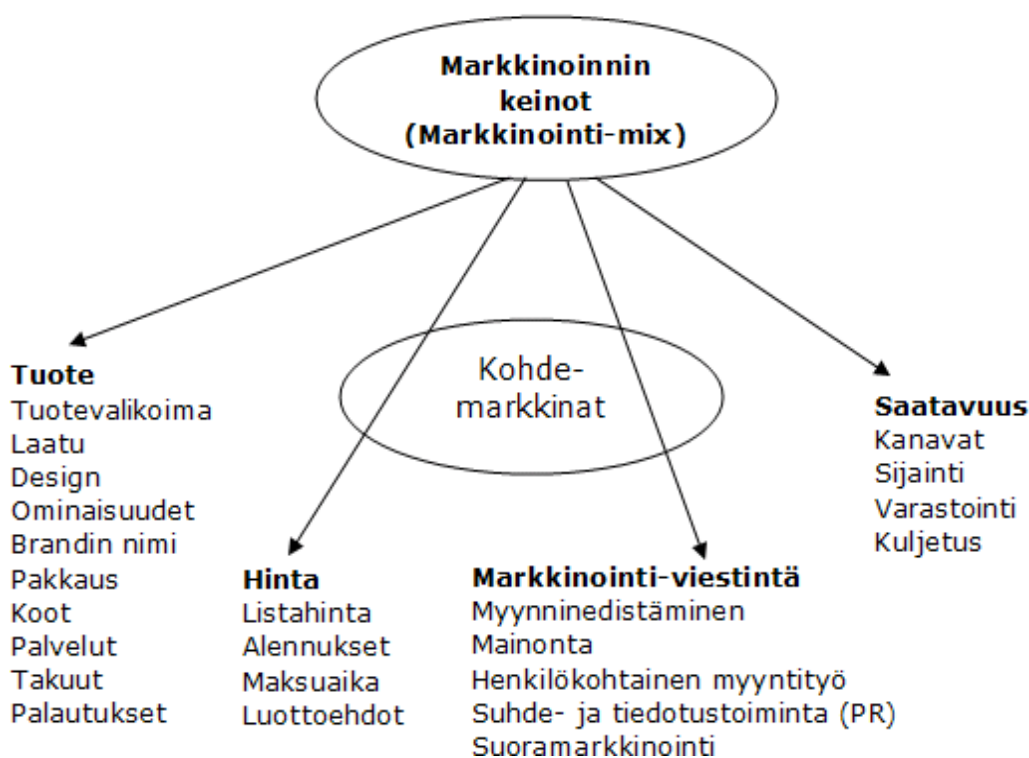 Markkinoinnin
keinot
(Markkinointi-mix)
Kohde-
markkinat
Tuote
Tuotevalikoima
Laatu
Design
Ominaisuudet
Brandin nimi
Pakkaus
Koot
Palvelut
Takuut
Palautukset
Hinta
Listahinta
Alennukset
Maksuaika
Luottoehdot
Markkinointi-viestintä
Myynninedistäminen
Mainonta
Henkilökohtainen myyntityö
Suhde- ja tiedotustoiminta (PR)
Suoramarkkinointi
Saatavuus
Kanavat
Sijainti
Varastointi
Kuljetus